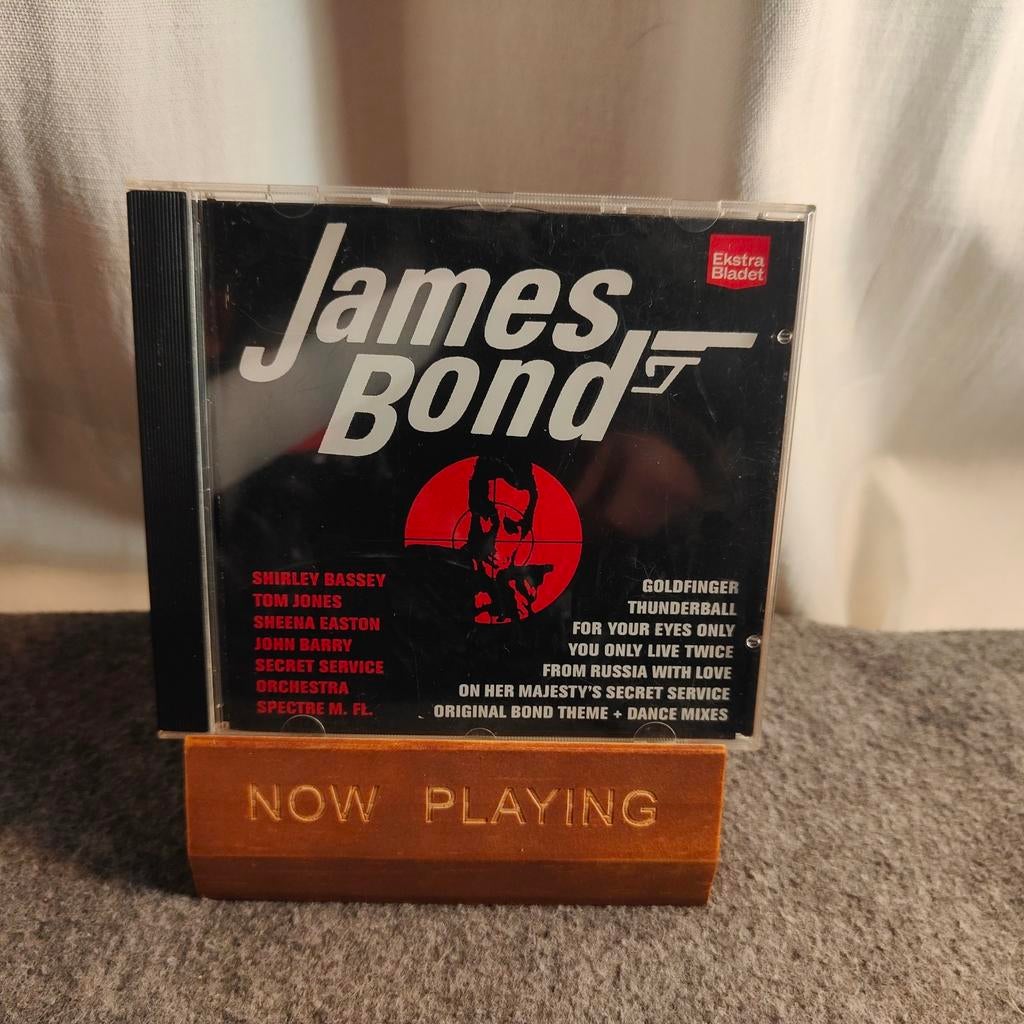 James
Bond
Ekstra
Bladet
SHIRLEY BASSEY
TOM JONES
SHEENA EASTON
JOHN BARRY
SECRET SERVICE
ORCHESTRA
SPECTRE M. FL.
GOLDFINGER
THUNDERBALL
FOR YOUR EYES ONLY
YOU ONLY LIVE TWICE
FROM RUSSIA WITH LOVE
ON HER MAJESTY'S SECRET SERVICE
ORIGINAL BOND THEME + DANCE MIXES
NOW PLAYING